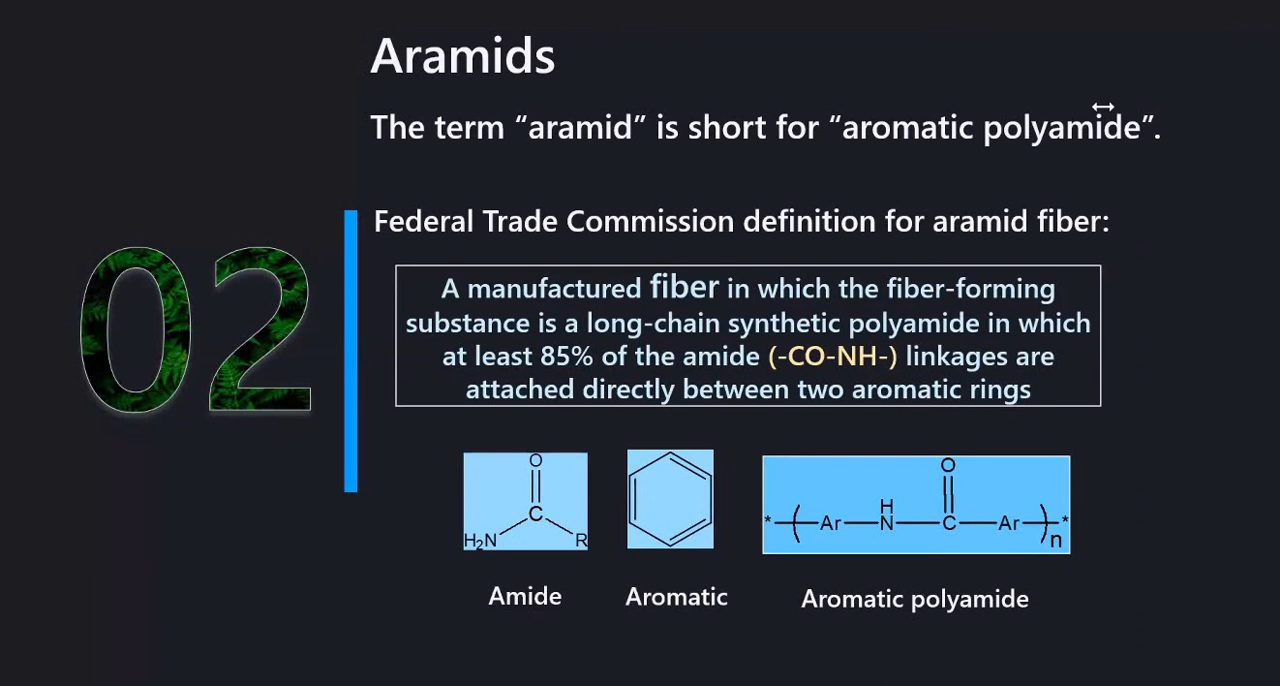 Aramids
The term “aramid” is short for “aromatic polyamide”.
02
Federal Trade Commission definition for aramid fiber:
A manufactured fiber in which the fiber-forming
substance is a long-chain synthetic polyamide in which
at least 85% of the amide (-CO-NH-) linkages are
attached directly between two aromatic rings
O
C
H₂N
R
O
H
* ( Ar N C Ar )n *
Amide
Aromatic
Aromatic polyamide